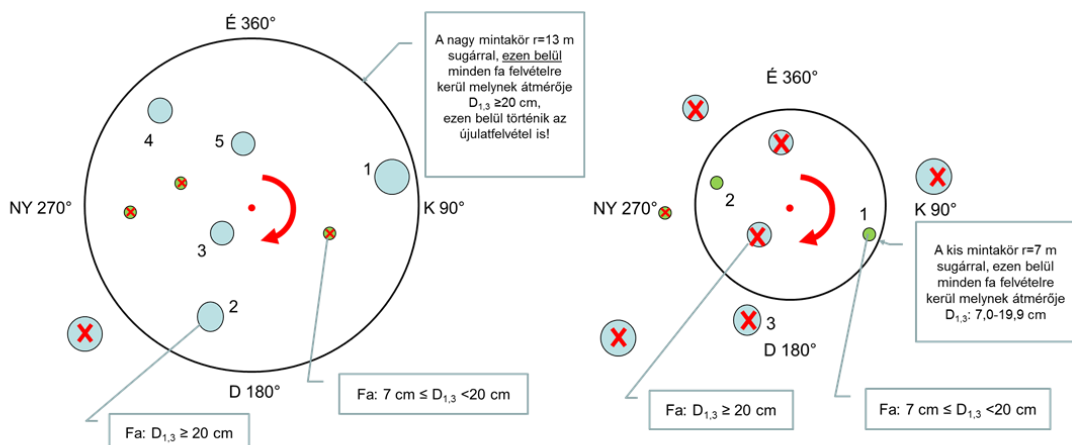 É 360°
A nagy mintakör r=13 m
sugárral, ezen belül
minden fa felvételre
kerül melynek átmérője
D1,3 ≥20 cm,
ezen belül történik az
újulatfelvétel is!
4
5
1
NY 270°
K 90°
3
2
D 180°
Fa: 7 cm ≤ D1,3 <20 cm
Fa: D1,3 ≥ 20 cm
É 360°
2
NY 270°
1
K 90°
A kis mintakör r=7 m
sugárral, ezen belül
minden fa felvételre
kerül melynek átmérője
D1,3: 7,0-19,9 cm
3
D 180°
Fa: D1,3 ≥ 20 cm
Fa: 7 cm ≤ D1,3 <20 cm